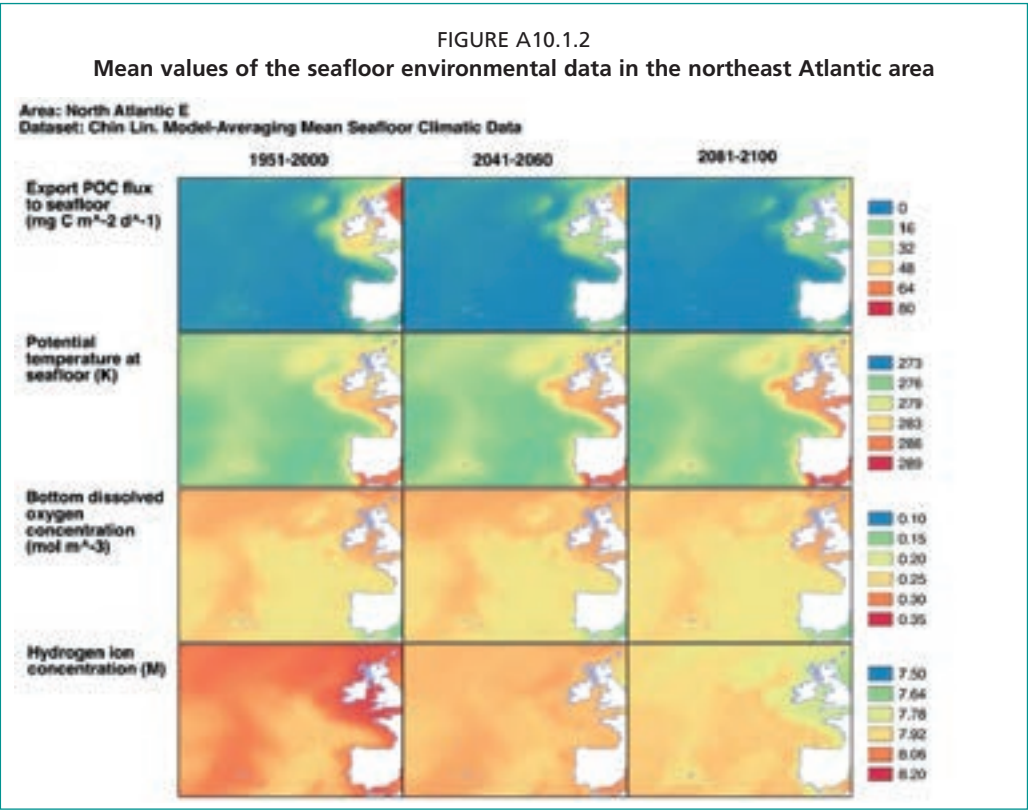 FIGURE A10.1.2
Mean values of the seafloor environmental data in the northeast Atlantic area
Area: North Atlantic E
Dataset: Chin Lin. Model-Averaging Mean Seafloor Climatic Data
1951-2000 2041-2060 2081-2100
Export POC flux
to seafloor
(mg C m^-2 d^-1)
0
16
32
48
64
80
Potential
temperature at
seafloor (K)
273
276
279
283
286
289
Bottom dissolved
oxygen
concentration
(mol m^-3)
0.10
0.15
0.20
0.25
0.30
0.35
Hydrogen ion
concentration (M)
7.50
7.64
7.78
7.92
8.06
8.20